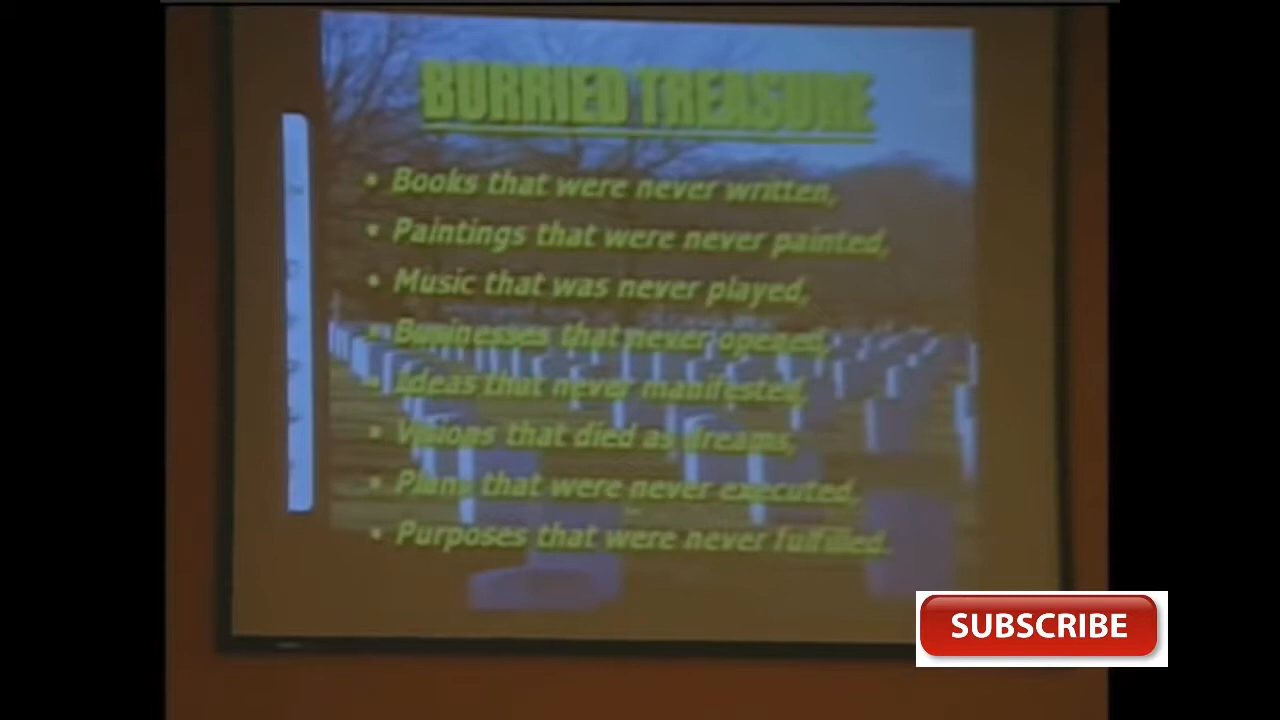 BURRIED TREASURE
• Books that were never written,
• Paintings that were never painted,
• Music that was never played,
• Businesses that never opened,
• Ideas that never manifested,
• Visions that died as dreams,
• Plans that were never executed,
• Purposes that were never fulfilled.
SUBSCRIBE